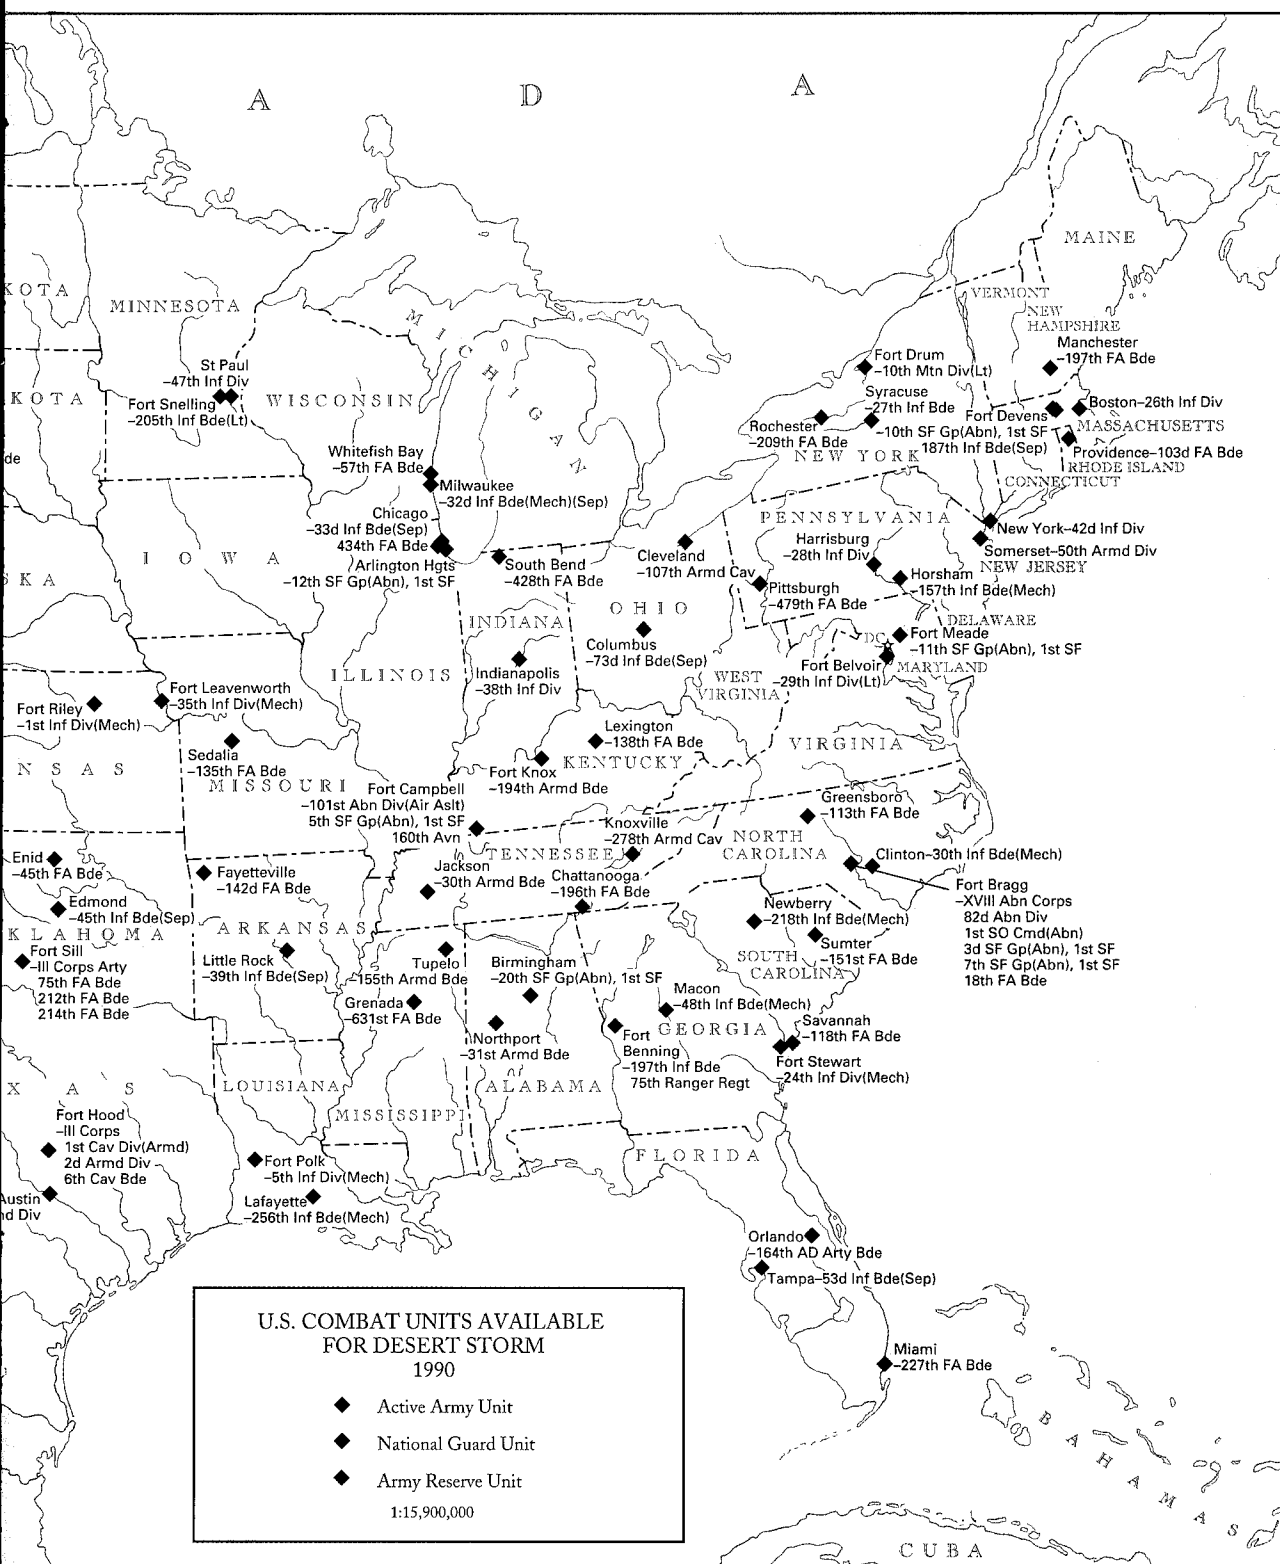 A D A
MAINE
KOTA
MINNESOTA
VERMONT
NEW
HAMPSHIRE
MICHIGAN
Manchester
–197th FA Bde
Fort Drum
–10th Mtn Div(Lt)
St Paul
–47th Inf Div
KOTA
WISCONSIN
Fort Snelling
–205th Inf Bde(Lt)
Syracuse
–27th Inf Bde
Boston–26th Inf Div
Fort Devens
–10th SF Gp(Abn), 1st SF
187th Inf Bde(Sep)
MASSACHUSETTS
Rochester
–209th FA Bde
NEW YORK
Providence–103d FA Bde
RHODE ISLAND
CONNECTICUT
de
Whitefish Bay
–57th FA Bde
Milwaukee
–32d Inf Bde(Mech)(Sep)
Chicago
–33d Inf Bde(Sep)
434th FA Bde
Arlington Hgts
–12th SF Gp(Abn), 1st SF
PENNSYLVANIA
New York–42d Inf Div
Harrisburg
–28th Inf Div
Somerset–50th Armd Div
NEW JERSEY
IOWA
South Bend
–428th FA Bde
Cleveland
–107th Armd Cav
Horsham
–157th Inf Bde(Mech)
SKA
Pittsburgh
–479th FA Bde
OHIO
INDIANA
DELAWARE
DC
Fort Meade
–11th SF Gp(Abn), 1st SF
Columbus
–73d Inf Bde(Sep)
Fort Belvoir
–29th Inf Div(Lt)
MARYLAND
ILLINOIS
Indianapolis
–38th Inf Div
WEST
VIRGINIA
Fort Riley
–1st Inf Div(Mech)
Fort Leavenworth
–35th Inf Div(Mech)
Lexington
–138th FA Bde
VIRGINIA
Sedalia
–135th FA Bde
NSAS
MISSOURI
KENTUCKY
Fort Knox
–194th Armd Bde
Fort Campbell
–101st Abn Div(Air Aslt)
5th SF Gp(Abn), 1st SF
160th Avn
Greensboro
–113th FA Bde
Knoxville
–278th Armd Cav
NORTH
CAROLINA
Enid
–45th FA Bde
TENNESSEE
Clinton–30th Inf Bde(Mech)
Fayetteville
–142d FA Bde
Jackson
–30th Armd Bde
Chattanooga
–196th FA Bde
Fort Bragg
–XVIII Abn Corps
82d Abn Div
1st SO Cmd(Abn)
3d SF Gp(Abn), 1st SF
7th SF Gp(Abn), 1st SF
18th FA Bde
Edmond
–45th Inf Bde(Sep)
KLAHOMA
ARKANSAS
Newberry
–218th Inf Bde(Mech)
Sumter
–151st FA Bde
SOUTH
CAROLINA
Fort Sill
–III Corps Arty
75th FA Bde
212th FA Bde
214th FA Bde
Little Rock
–39th Inf Bde(Sep)
Tupelo
–155th Armd Bde
Birmingham
–20th SF Gp(Abn), 1st SF
Grenada
–631st FA Bde
Macon
–48th Inf Bde(Mech)
Northport
–31st Armd Bde
Fort
Benning
–197th Inf Bde
75th Ranger Regt
GEORGIA
Savannah
–118th FA Bde
Fort Stewart
–24th Inf Div(Mech)
XAS
LOUISIANA
MISSISSIPPI
ALABAMA
Fort Hood
–III Corps
1st Cav Div(Armd)
2d Armd Div
6th Cav Bde
Fort Polk
–5th Inf Div(Mech)
FLORIDA
Austin
nd Div
Lafayette
–256th Inf Bde(Mech)
Orlando
–164th AD Arty Bde
Tampa–53d Inf Bde(Sep)
Miami
–227th FA Bde
U.S. COMBAT UNITS AVAILABLE
FOR DESERT STORM
1990
Active Army Unit
National Guard Unit
Army Reserve Unit
1:15,900,000
BAHAMAS
CUBA